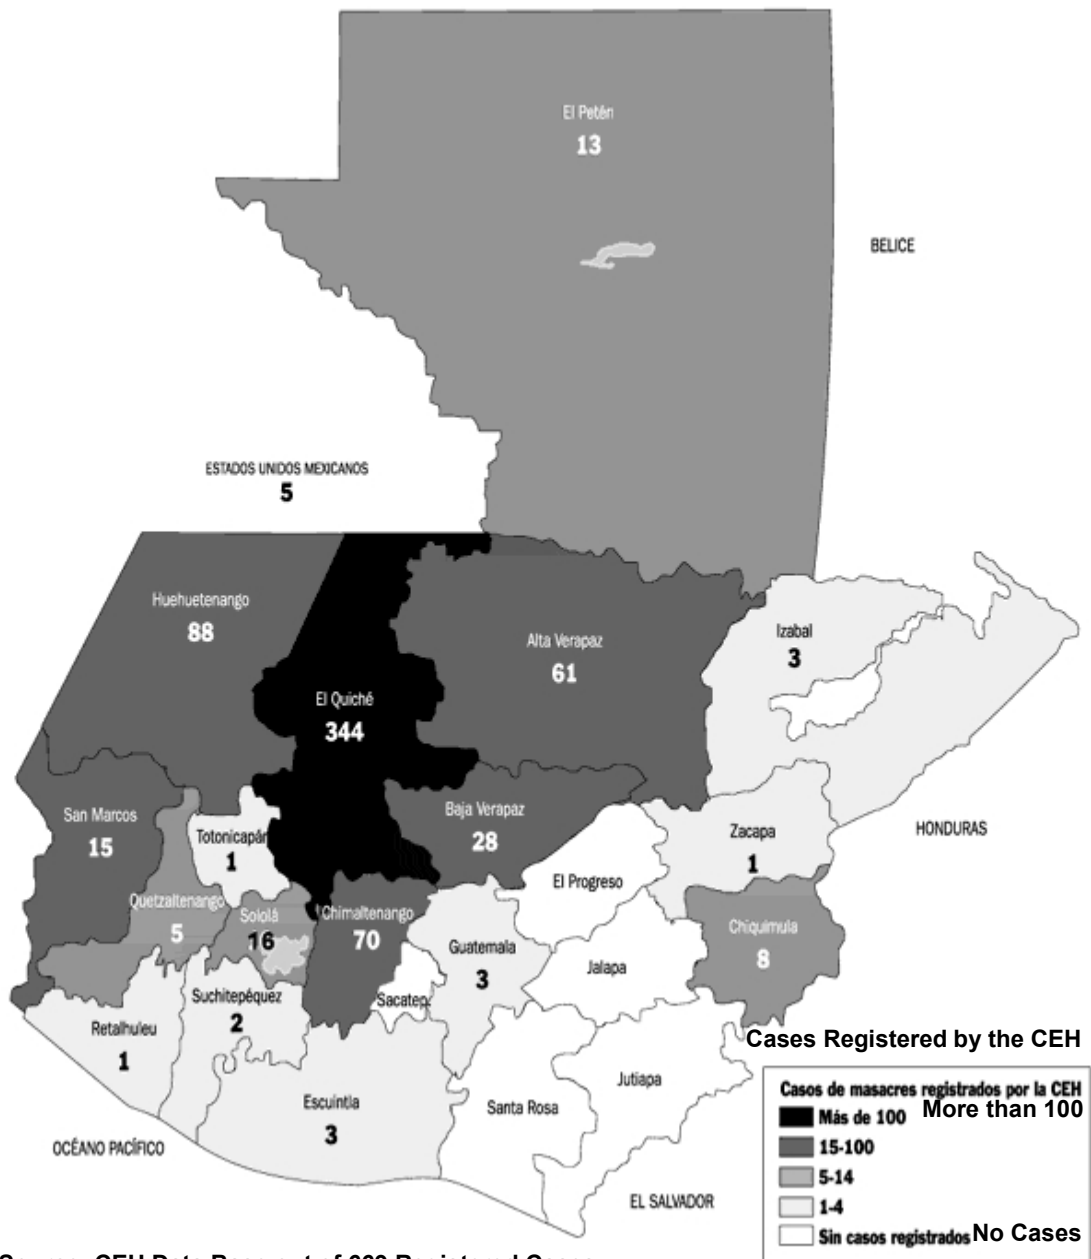 El Petén
13
BELICE
ESTADOS UNIDOS MEXICANOS
5
Huehuetenango
88
Alta Verapaz
61
Izabal
3
El Quiché
344
San Marcos
15
Totonicapán
1
Baja Verapaz
28
Zacapa
1
HONDURAS
El Progreso
Quetzaltenango
5
Sololá
16
Chimaltenango
70
Chiquimula
8
Guatemala
3
Jalapa
Sacatep.
Suchitepéquez
2
Retalhuleu
1
Escuintla
3
Santa Rosa
Jutiapa
OCÉANO PACÍFICO
EL SALVADOR
Cases Registered by the CEH
Casos de masacres registrados por la CEH
Más de 100 More than 100
15-100
5-14
1-4
Sin casos registrados No Cases